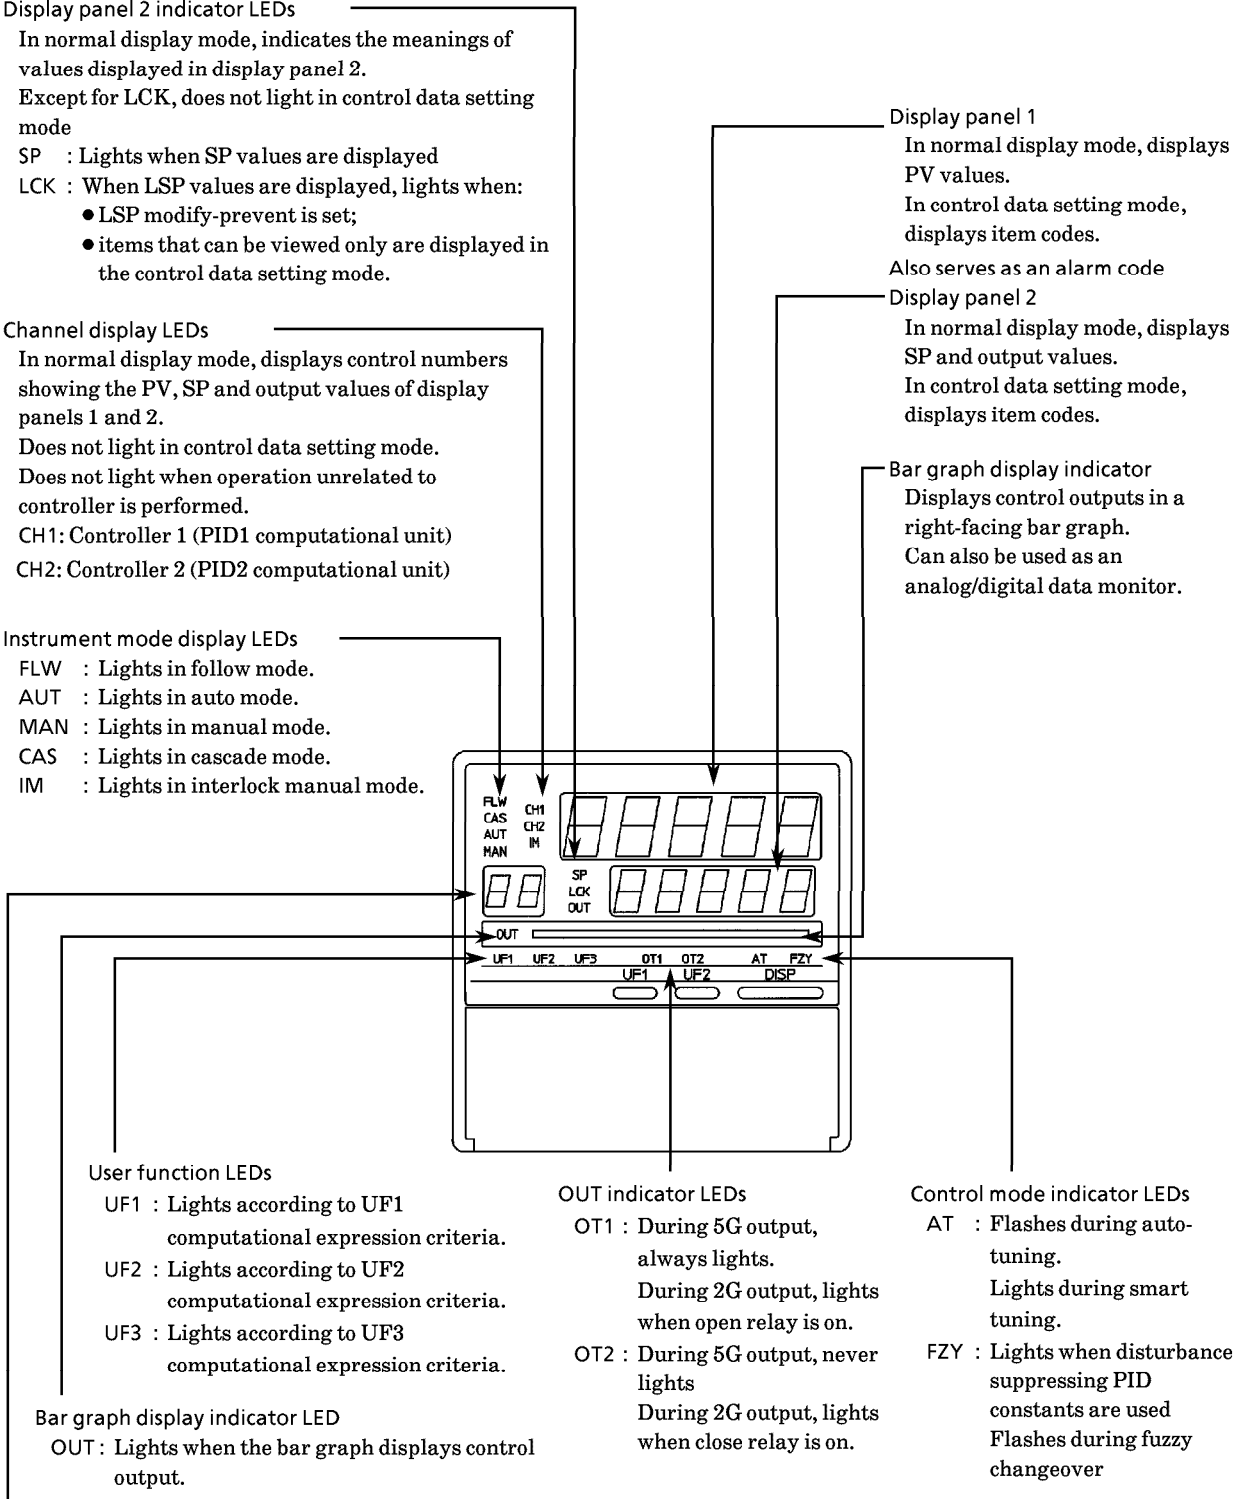 Display panel 2 indicator LEDs
In normal display mode, indicates the meanings of
values displayed in display panel 2.
Except for LCK, does not light in control data setting
mode
SP : Lights when SP values are displayed
LCK : When LSP values are displayed, lights when:
● LSP modify-prevent is set;
● items that can be viewed only are displayed in
the control data setting mode.
Channel display LEDs
In normal display mode, displays control numbers
showing the PV, SP and output values of display
panels 1 and 2.
Does not light in control data setting mode.
Does not light when operation unrelated to
controller is performed.
CH1: Controller 1 (PID1 computational unit)
CH2: Controller 2 (PID2 computational unit)
Instrument mode display LEDs
FLW : Lights in follow mode.
AUT : Lights in auto mode.
MAN : Lights in manual mode.
CAS : Lights in cascade mode.
IM : Lights in interlock manual mode.
Display panel 1
In normal display mode, displays
PV values.
In control data setting mode,
displays item codes.
Also serves as an alarm code
Display panel 2
In normal display mode, displays
SP and output values.
In control data setting mode,
displays item codes.
Bar graph display indicator
Displays control outputs in a
right-facing bar graph.
Can also be used as an
analog/digital data monitor.
FLW
CAS
AUT
MAN
CH1
CH2
IM
SP
LCK
OUT
OUT
UF1 UF2 UF3 OT1 OT2 AT FZY
UF1 UF2 DISP
User function LEDs
UF1 : Lights according to UF1
computational expression criteria.
UF2 : Lights according to UF2
computational expression criteria.
UF3 : Lights according to UF3
computational expression criteria.
Bar graph display indicator LED
OUT : Lights when the bar graph displays control
output.
OUT indicator LEDs
OT1 : During 5G output,
always lights.
During 2G output, lights
when open relay is on.
OT2 : During 5G output, never
lights
During 2G output, lights
when close relay is on.
Control mode indicator LEDs
AT : Flashes during auto-
tuning.
Lights during smart
tuning.
FZY : Lights when disturbance
suppressing PID
constants are used
Flashes during fuzzy
changeover